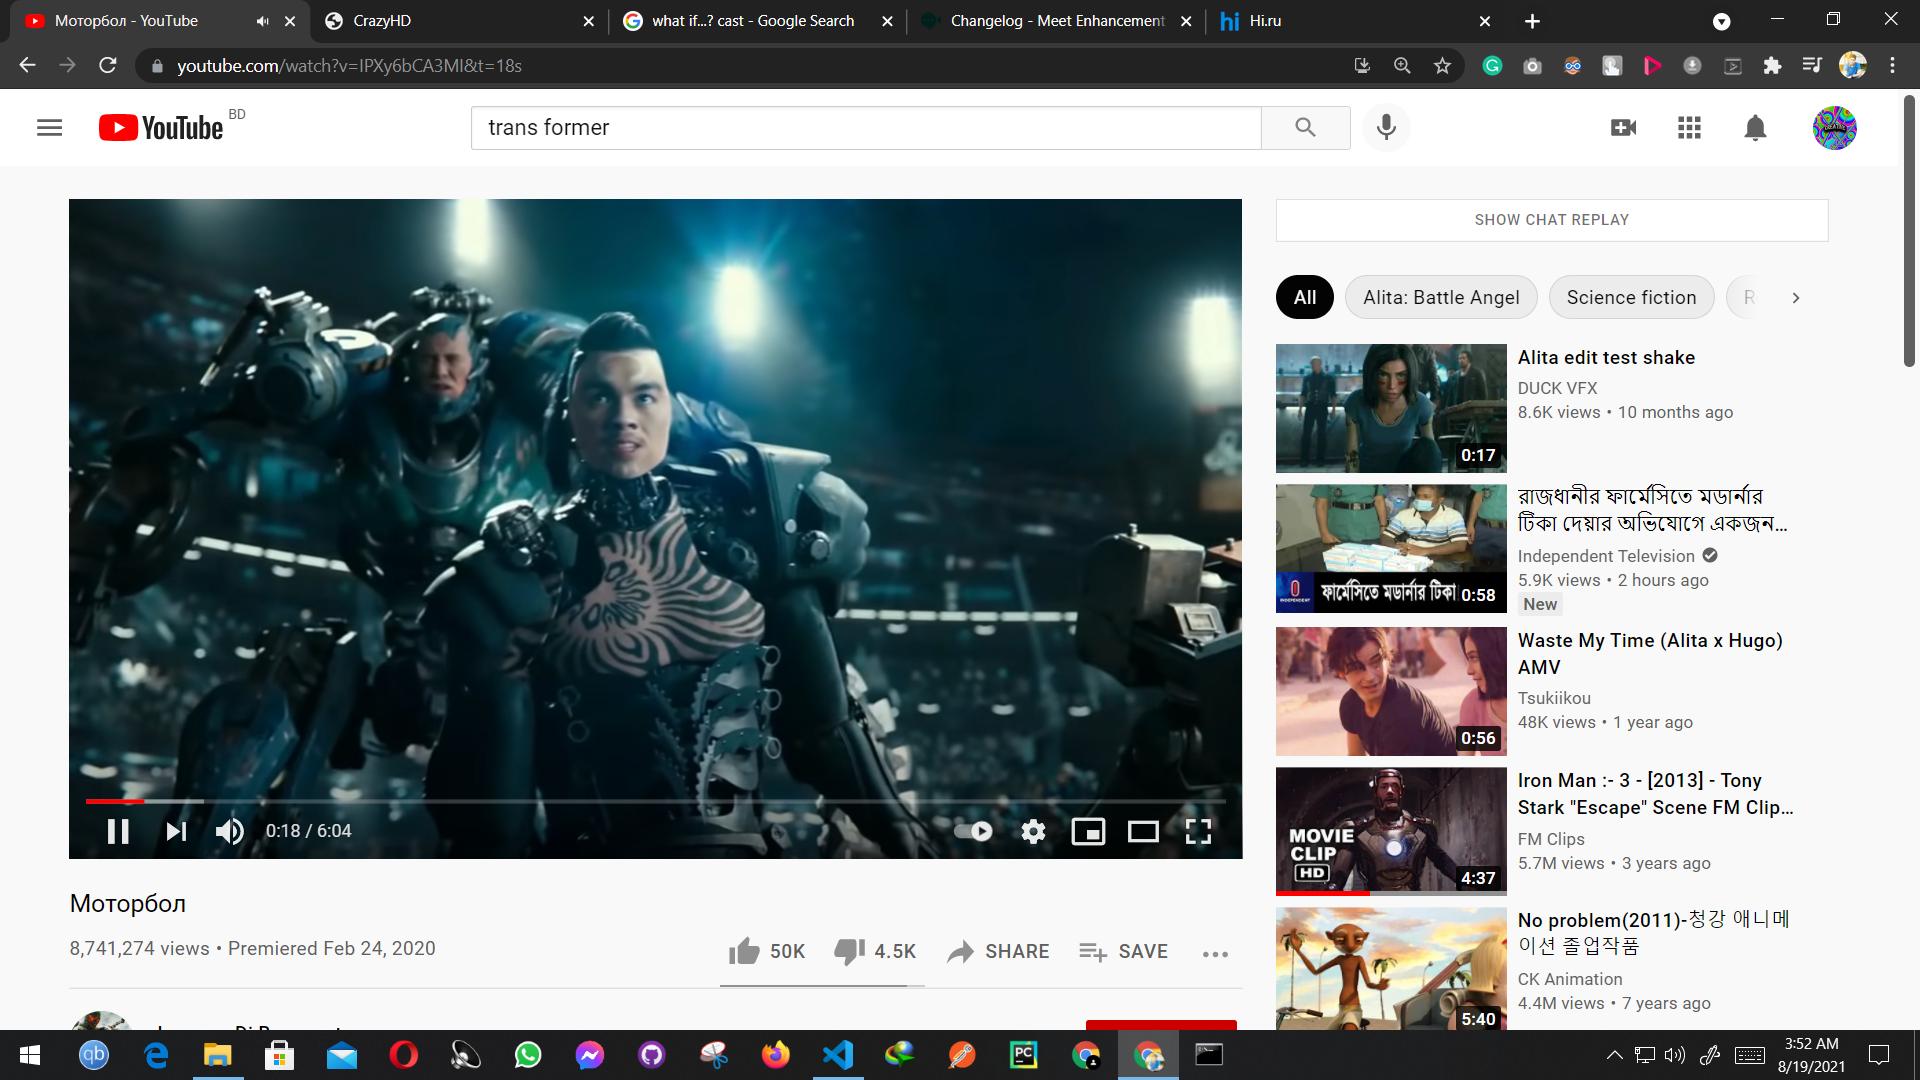 Моторбол - YouTube
CrazyHD
what if...? cast - Google Search
Changelog - Meet Enhancement
hi Hi.ru
youtube.com/watch?v=IPXy6bCA3MI&t=18s
YouTube BD
trans former
SHOW CHAT REPLAY
All
Alita: Battle Angel
Science fiction
R
0:18 / 6:04
Моторбол
8,741,274 views • Premiered Feb 24, 2020
50K
4.5K
SHARE
SAVE
Alita edit test shake
DUCK VFX
8.6K views • 10 months ago
0:17
রাজধানীর ফার্মেসিতে মডার্নার
টিকা দেয়ার অভিযোগে একজন...
Independent Television
5.9K views • 2 hours ago
New
INDEPENDENT
ফার্মেসিতে মডার্নার টিকা
0:58
Waste My Time (Alita x Hugo)
AMV
Tsukiikou
48K views • 1 year ago
0:56
Iron Man :- 3 - [2013] - Tony
Stark "Escape" Scene FM Clip...
FM Clips
5.7M views • 3 years ago
MOVIE
CLIP
HD
4:37
No problem(2011)-청강 애니메
이션 졸업작품
CK Animation
4.4M views • 7 years ago
5:40
qb
PC
3:52 AM
8/19/2021